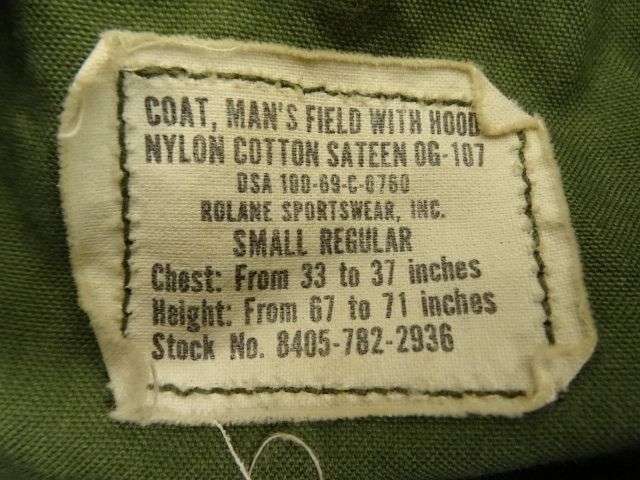 COAT, MAN'S FIELD WITH HOOD
NYLON COTTON SATEEN OG-107
DSA 100-69-C-0760
ROLANE SPORTSWEAR, INC.
SMALL REGULAR
Chest: From 33 to 37 inches
Height: From 67 to 71 inches
Stock No. 8405-782-2936